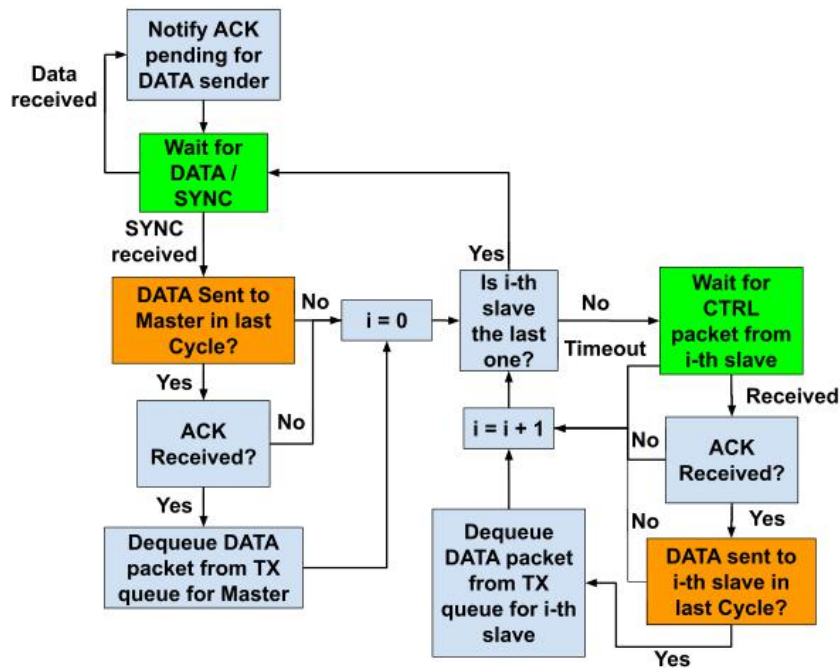 Notify ACK
pending for
DATA sender
Data
received
Wait for
DATA /
SYNC
SYNC
received
Yes
DATA Sent to
Master in last
Cycle?
No
i = 0
Is i-th
slave
the last
one?
No
Timeout
Wait for
CTRL
packet from
i-th slave
Yes
Received
ACK
Received?
No
i = i + 1
No
ACK
Received?
Yes
Yes
No
Dequeue DATA
packet from TX
queue for Master
Dequeue
DATA packet
from TX
queue for i-th
slave
DATA sent to
i-th slave in
last Cycle?
Yes